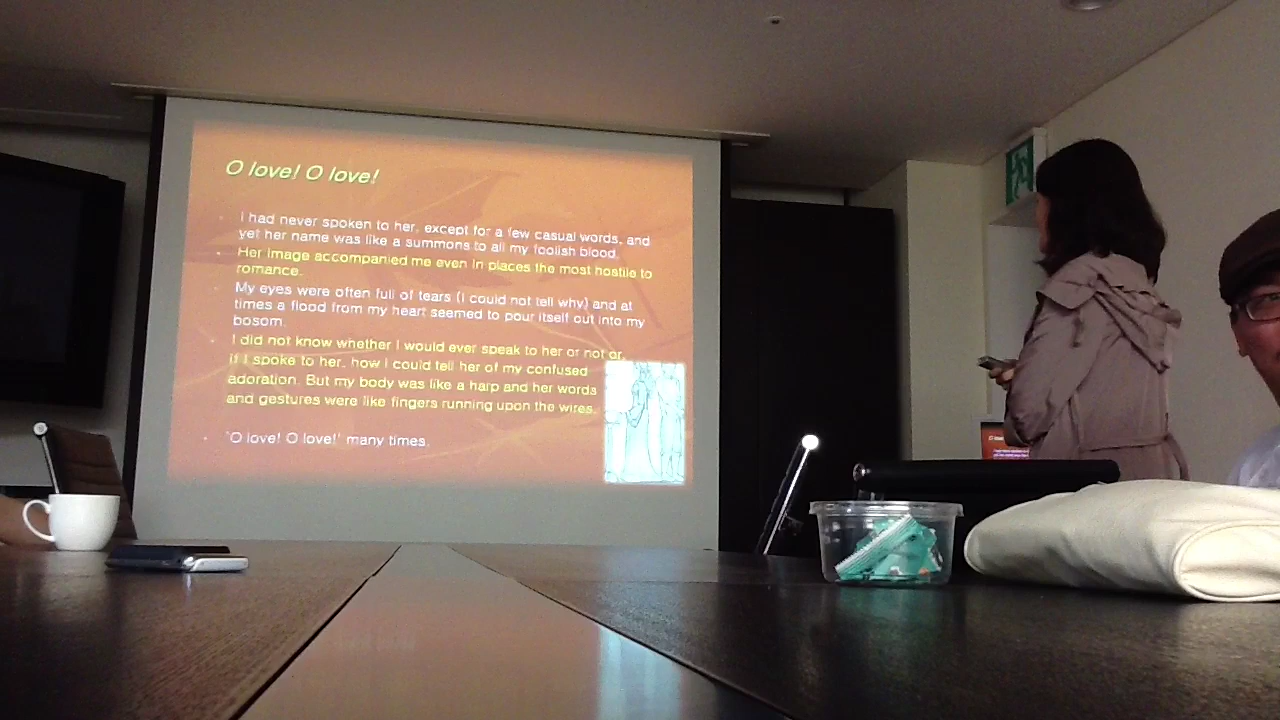 O love! O love!
I had never spoken to her, except for a few casual words, and
yet her name was like a summons to all my foolish blood.
Her image accompanied me even in places the most hostile to
romance.
My eyes were often full of tears (I could not tell why) and at
times a flood from my heart seemed to pour itself out into my
bosom.
I did not know whether I would ever speak to her or not or,
if I spoke to her, how I could tell her of my confused
adoration. But my body was like a harp and her words
and gestures were like fingers running upon the wires.
'O love! O love!' many times.